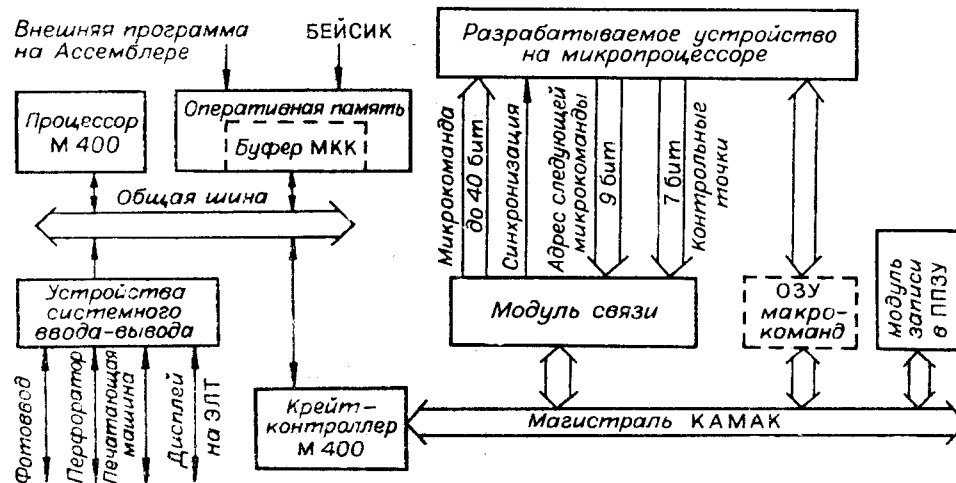 Внешняя программа
на Ассемблере
БЕЙСИК
Процессор
М 400
Оперативная память
Буфер МКК
Общая шина
Устройства
системного
ввода-вывода
Фотоввод
Перфоратор
Печатающая
машина
Дисплей
на ЭЛТ
Крейт-
контроллер
М 400
Разрабатываемое устройство
на микропроцессоре
Микрокоманда
до 40 бит
Синхронизация
Адрес следующей
микрокоманды
9 бит
7 бит
Контрольные
точки
Модуль связи
ОЗУ
макро-
команд
Модуль
записи
в ППЗУ
Магистраль КАМАК